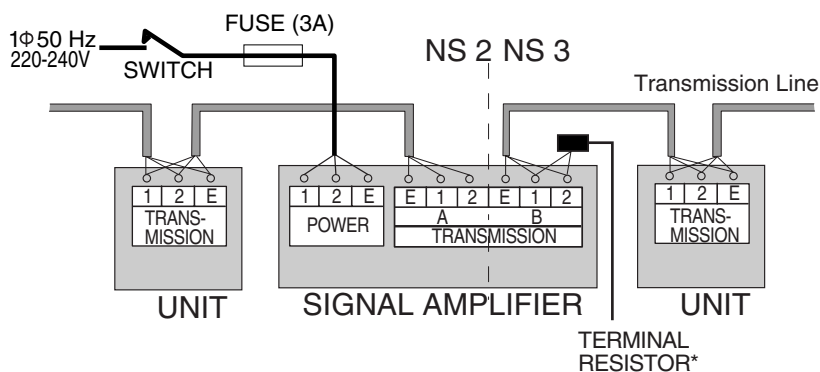 FUSE (3A)
1Φ50 Hz
220-240V
SWITCH
NS 2 NS 3
Transmission Line
1 2 E
TRANS-
MISSION
UNIT
1 2 E
POWER
E 1 2 E 1 2
A B
TRANSMISSION
SIGNAL AMPLIFIER
1 2 E
TRANS-
MISSION
UNIT
TERMINAL
RESISTOR*